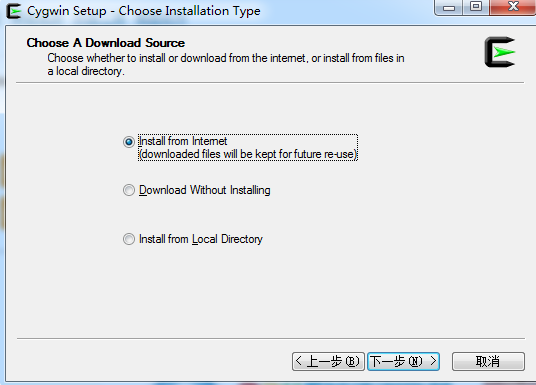 Cygwin Setup - Choose Installation Type
Choose A Download Source
Choose whether to install or download from the internet, or install from files in
a local directory.
Install from Internet
(downloaded files will be kept for future re-use)
Download Without Installing
Install from Local Directory
< 上一步(B)
下一步(N) >
取消